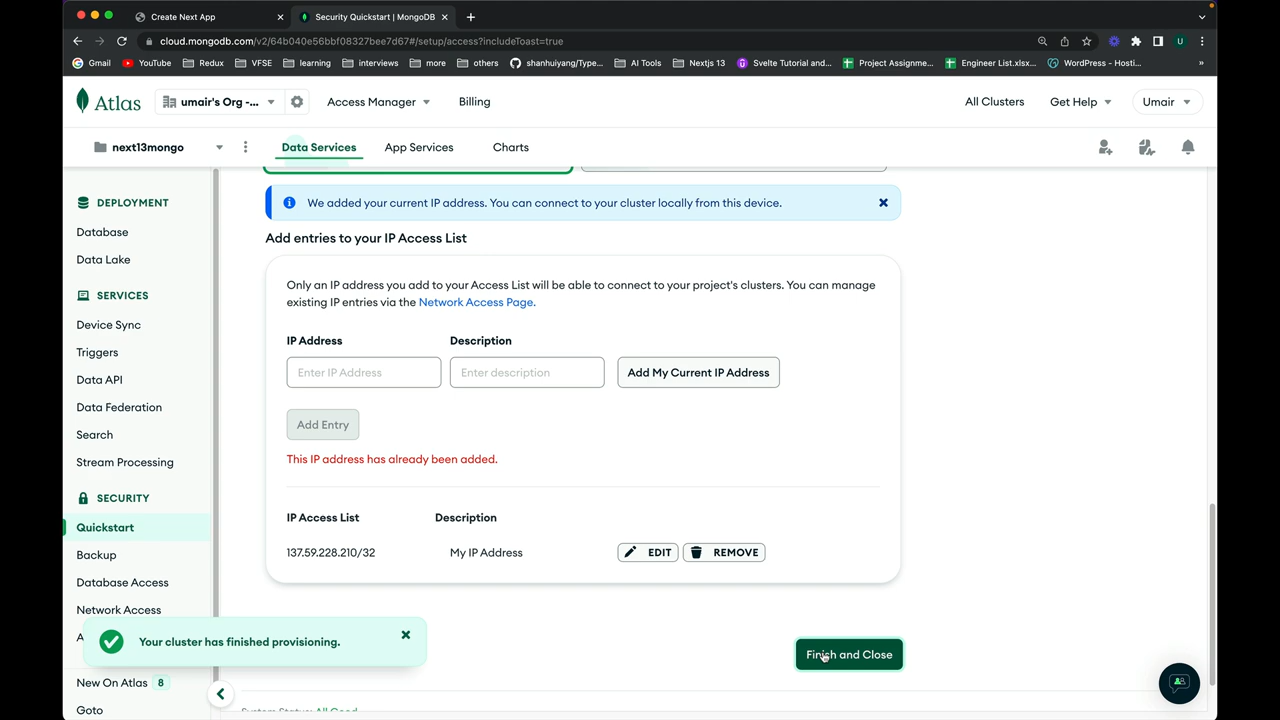 Create Next App
Security Quickstart | MongoDB
cloud.mongodb.com/v2/64b040e56bbf08327bee7d67#/setup/access?includeToast=true
Gmail YouTube Redux VFSE learning interviews more others shanhuiyang/Type... AI Tools Nextjs 13 Svelte Tutorial and... Project Assignme... Engineer List.xlsx... WordPress - Hosti... »
Atlas umair's Org -... Access Manager Billing All Clusters Get Help Umair
next13mongo Data Services App Services Charts
DEPLOYMENT
Database
Data Lake
SERVICES
Device Sync
Triggers
Data API
Data Federation
Search
Stream Processing
SECURITY
Quickstart
Backup
Database Access
Network Access
A
New On Atlas 8
Goto
We added your current IP address. You can connect to your cluster locally from this device.
Add entries to your IP Access List
Only an IP address you add to your Access List will be able to connect to your project's clusters. You can manage
existing IP entries via the Network Access Page.
IP Address Description
Enter IP Address Enter description Add My Current IP Address
Add Entry
This IP address has already been added.
IP Access List Description
137.59.228.210/32 My IP Address EDIT REMOVE
Your cluster has finished provisioning.
Finish and Close
System Status: All Good
U